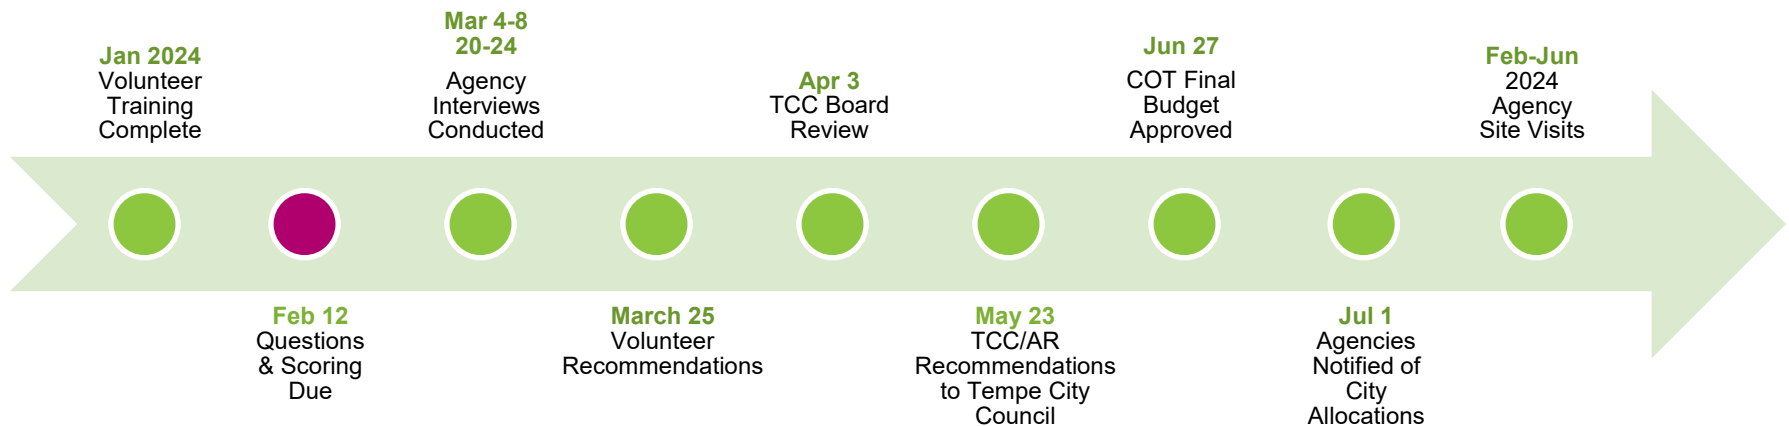 Jan 2024
Volunteer
Training
Complete
Feb 12
Questions
& Scoring
Due
Mar 4-8
20-24
Agency
Interviews
Conducted
March 25
Volunteer
Recommendations
Apr 3
TCC Board
Review
May 23
TCC/AR
Recommendations
to Tempe City
Council
Jun 27
COT Final
Budget
Approved
Jul 1
Agencies
Notified of
City
Allocations
Feb-Jun
2024
Agency
Site Visits